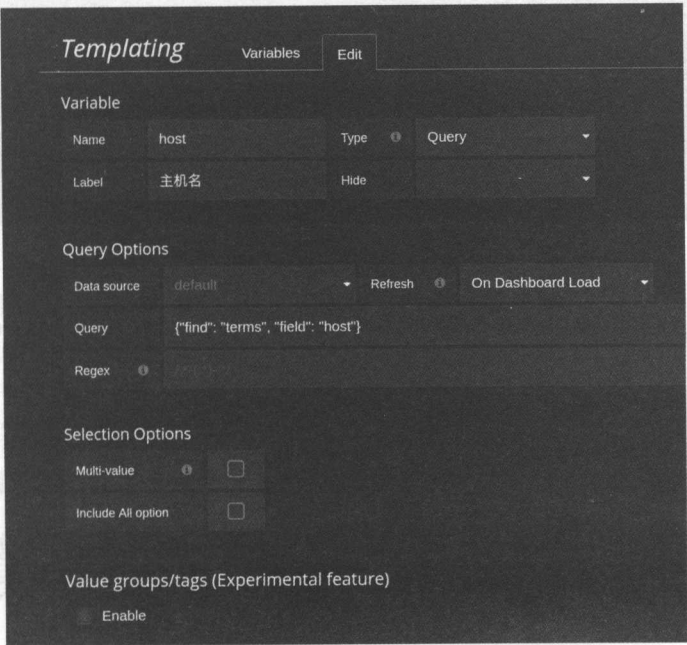 Templating Variables Edit
Variable
Name host Type Query
Label 主机名 Hide
Query Options
Data source default Refresh On Dashboard Load
Query {"find": "terms", "field": "host"}
Regex
Selection Options
Multi-value
Include All option
Value groups/tags (Experimental feature)
Enable